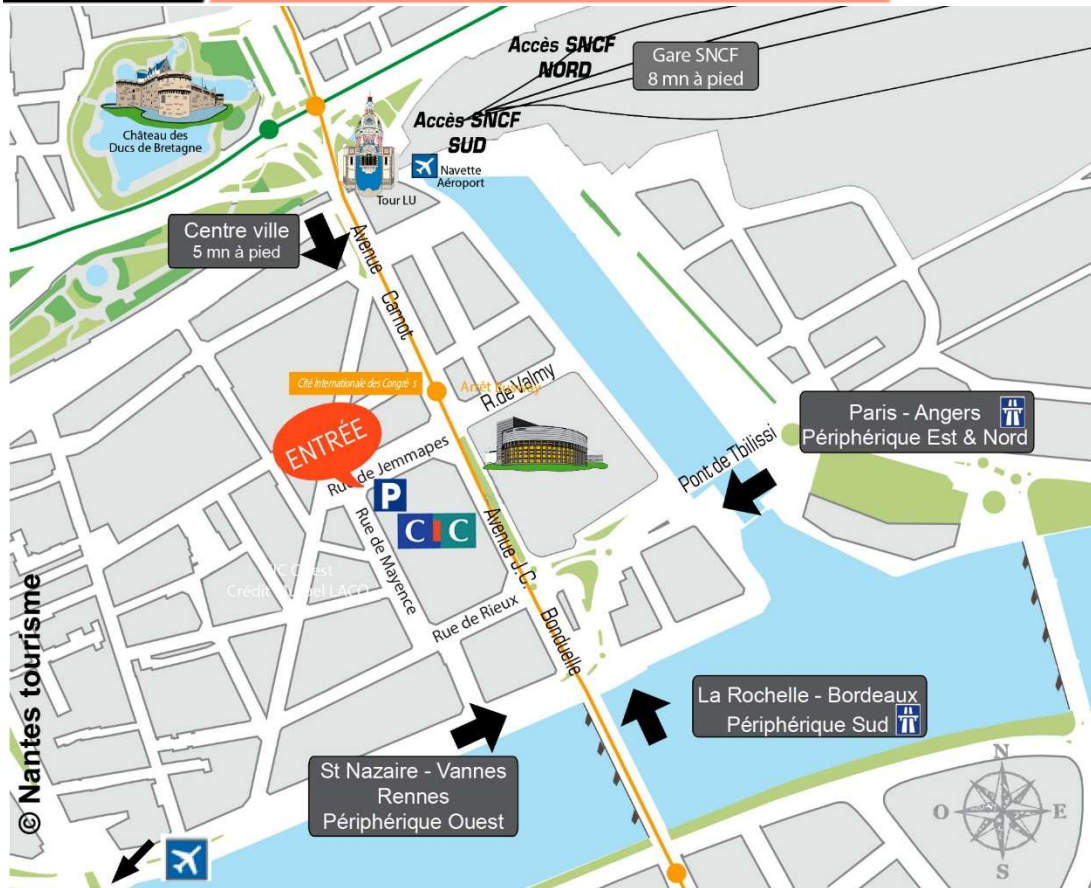 Accès SNCF
NORD
Gare SNCF
8 mn à pied
Accès SNCF
SUD
Château des
Ducs de Bretagne
Navette
Aéroport
Tour LU
Centre ville
5 mn à pied
Avenue Carnot
Cité Internationale des Congrè s
Arrêt Busway
R.de Valmy
Paris - Angers
Périphérique Est & Nord
Pont de Tbilissi
ENTRÉE
Rue de Jemmapes
P
CIC
Rue de Mayence
Avenue J.C. Bonduelle
Rue de Rieux
La Rochelle - Bordeaux
Périphérique Sud
St Nazaire - Vannes
Rennes
Périphérique Ouest
© Nantes tourisme
N
O
E
S